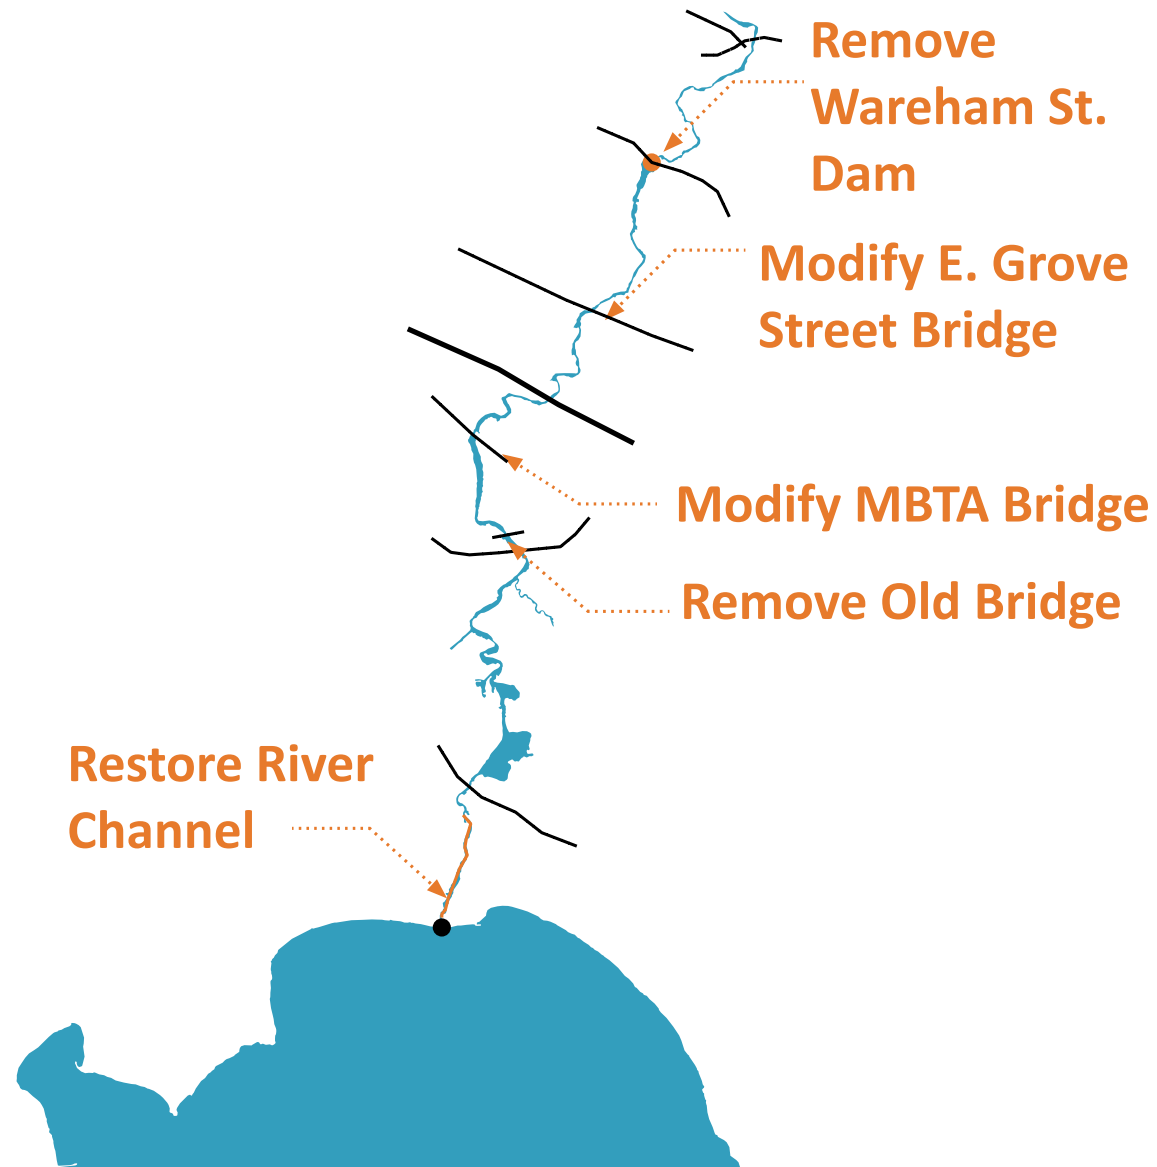 Remove
Wareham St.
Dam
Modify E. Grove
Street Bridge
Modify MBTA Bridge
Remove Old Bridge
Restore River
Channel